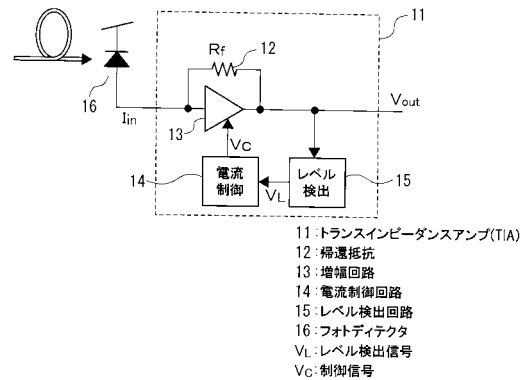 11
Rf
12
16
Iin
13
Vout
VC
14
電流
制御
VL
レベル
検出
15
11:トランスインピーダンスアンプ(TIA)
12:帰還抵抗
13:増幅回路
14:電流制御回路
15:レベル検出回路
16:フォトディテクタ
VL:レベル検出信号
VC:制御信号